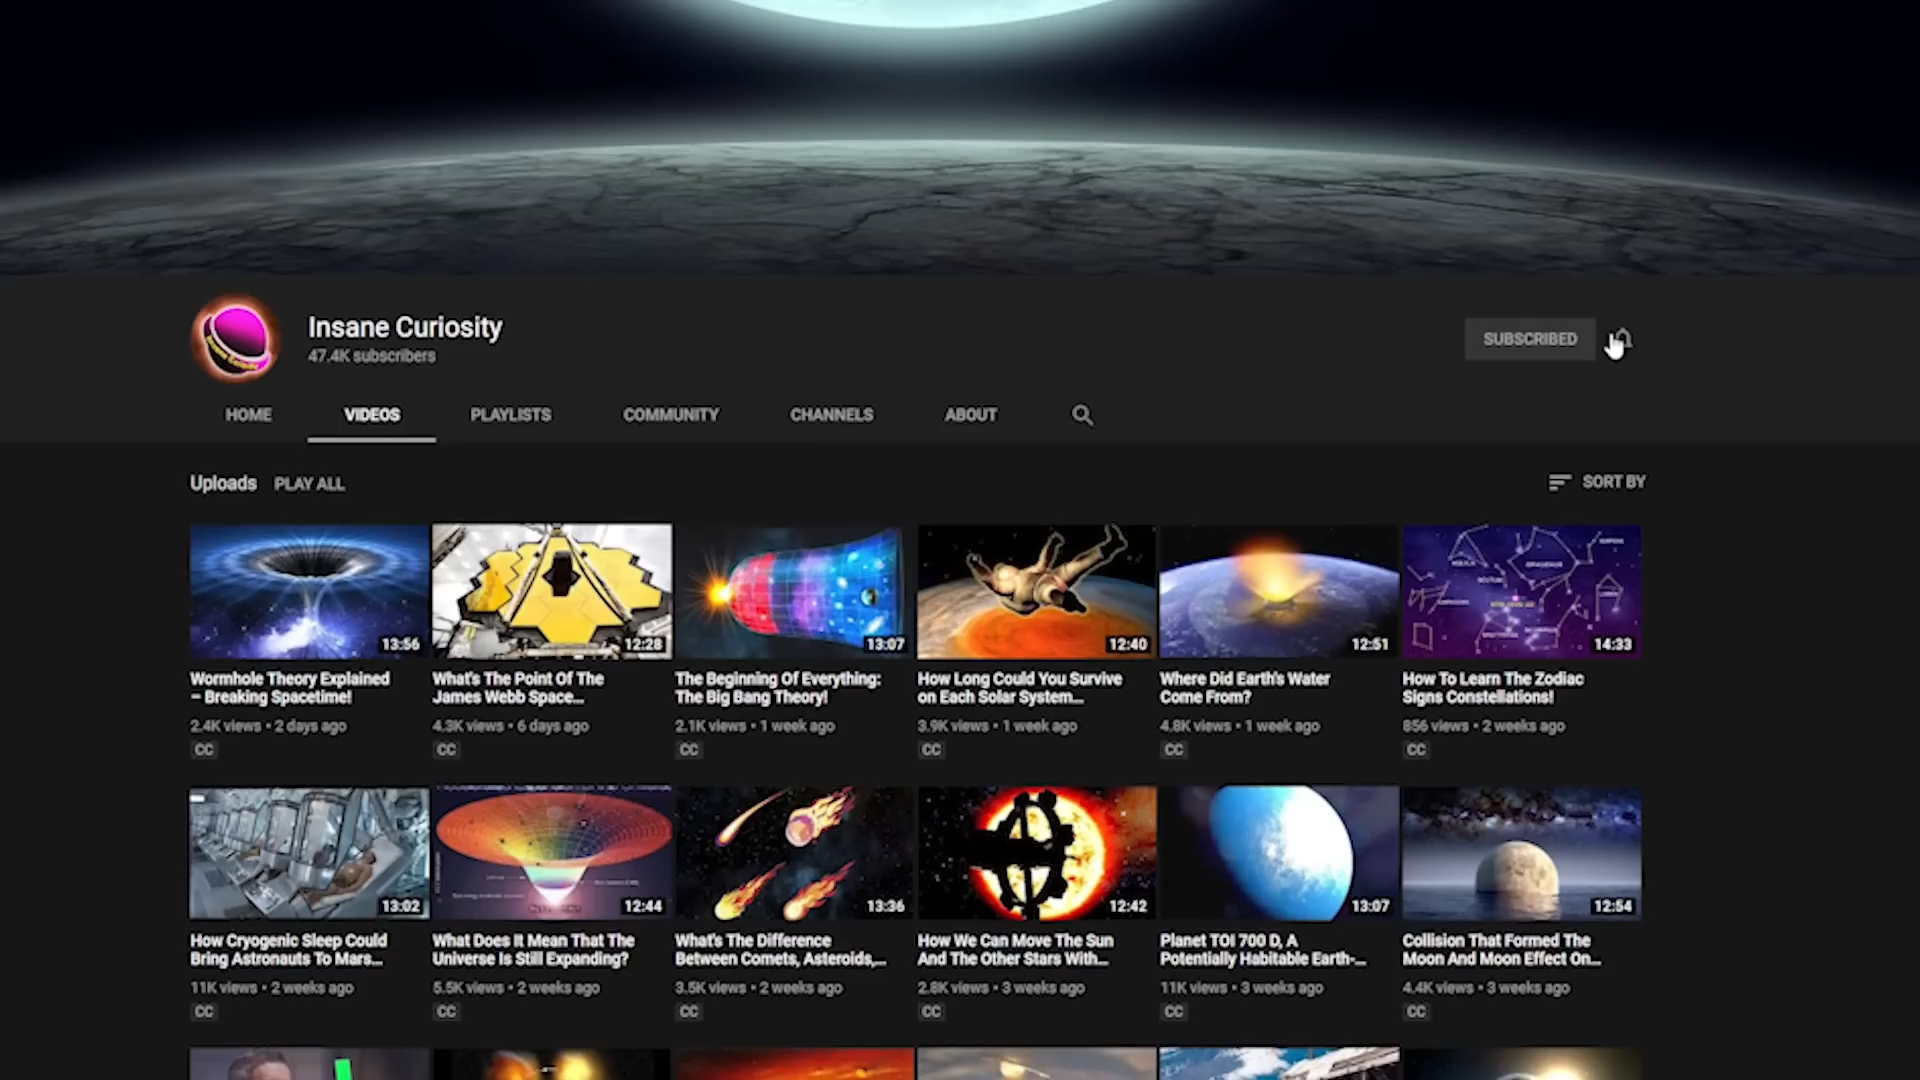 Insane Curiosity
47.4K subscribers
SUBSCRIBED
HOME VIDEOS PLAYLISTS COMMUNITY CHANNELS ABOUT
Uploads PLAY ALL
SORT BY
13:56
12:28
13:07
12:40
12:51
14:33
Wormhole Theory Explained
– Breaking Spacetime!
2.4K views • 2 days ago
CC
What's The Point Of The
James Webb Space...
4.3K views • 6 days ago
CC
The Beginning Of Everything:
The Big Bang Theory!
2.1K views • 1 week ago
CC
How Long Could You Survive
on Each Solar System...
3.9K views • 1 week ago
CC
Where Did Earth's Water
Come From?
4.8K views • 1 week ago
CC
How To Learn The Zodiac
Signs Constellations!
856 views • 2 weeks ago
CC
13:02
12:44
13:36
12:42
13:07
12:54
How Cryogenic Sleep Could
Bring Astronauts To Mars...
11K views • 2 weeks ago
CC
What Does It Mean That The
Universe Is Still Expanding?
5.5K views • 2 weeks ago
CC
What's The Difference
Between Comets, Asteroids,...
3.5K views • 2 weeks ago
CC
How We Can Move The Sun
And The Other Stars With...
2.8K views • 3 weeks ago
CC
Planet TOI 700 D, A
Potentially Habitable Earth-...
11K views • 3 weeks ago
CC
Collision That Formed The
Moon And Moon Effect On...
4.4K views • 3 weeks ago
CC